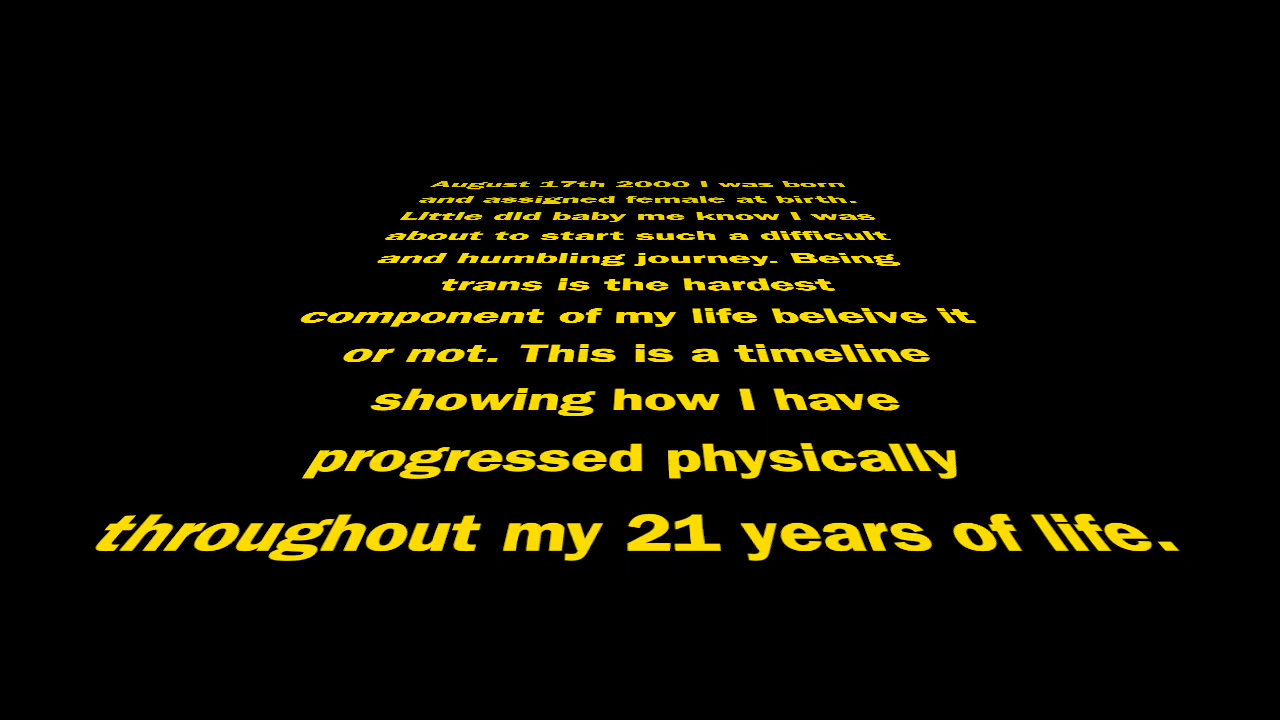 August 17th 2000 I was born
and assigned female at birth.
Little did baby me know I was
about to start such a difficult
and humbling journey. Being
trans is the hardest
component of my life beleive it
or not. This is a timeline
showing how I have
progressed physically
throughout my 21 years of life.